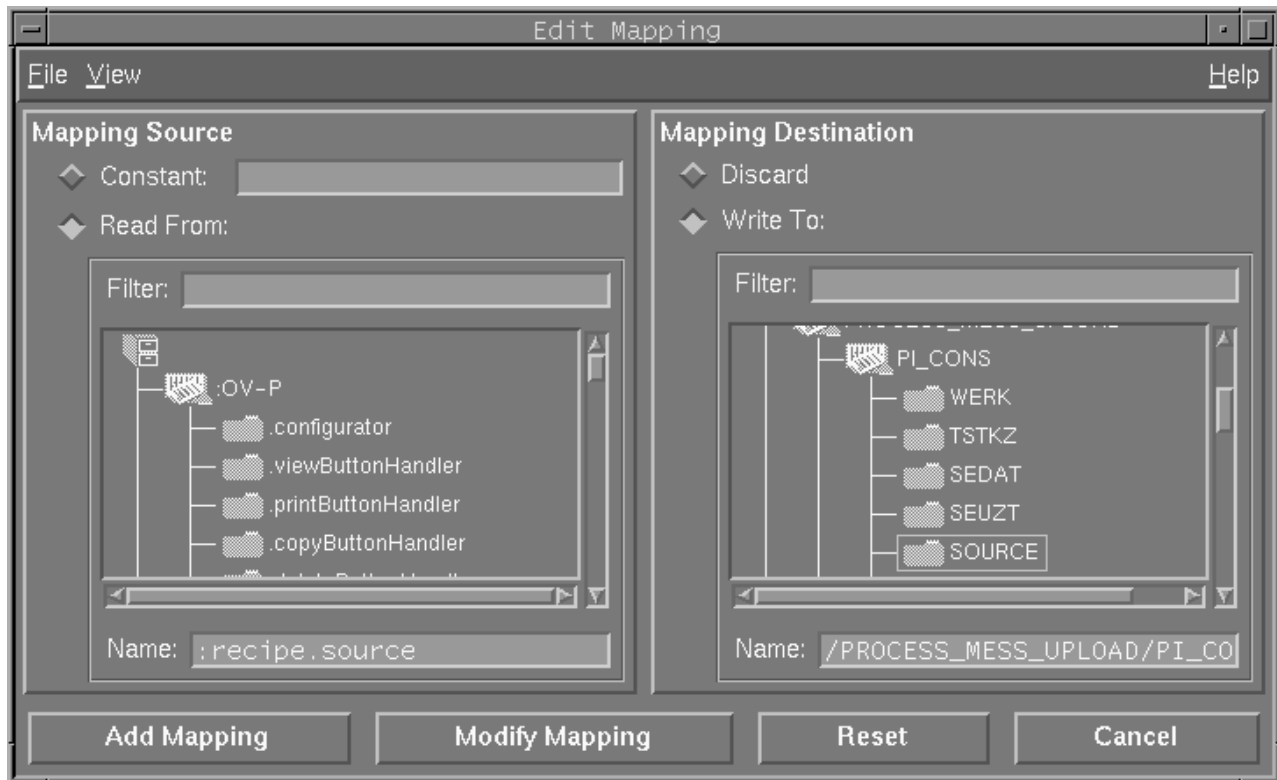 Edit Mapping
File View Help
Mapping Source
Constant:
Read From:
Filter:
:OV-P
.configurator
.viewButtonHandler
.printButtonHandler
.copyButtonHandler
Name: :recipe.source
Mapping Destination
Discard
Write To:
Filter:
PI_CONS
WERK
TSTKZ
SEDAT
SEUZT
SOURCE
Name: /PROCESS_MESS_UPLOAD/PI_CO
Add Mapping Modify Mapping Reset Cancel